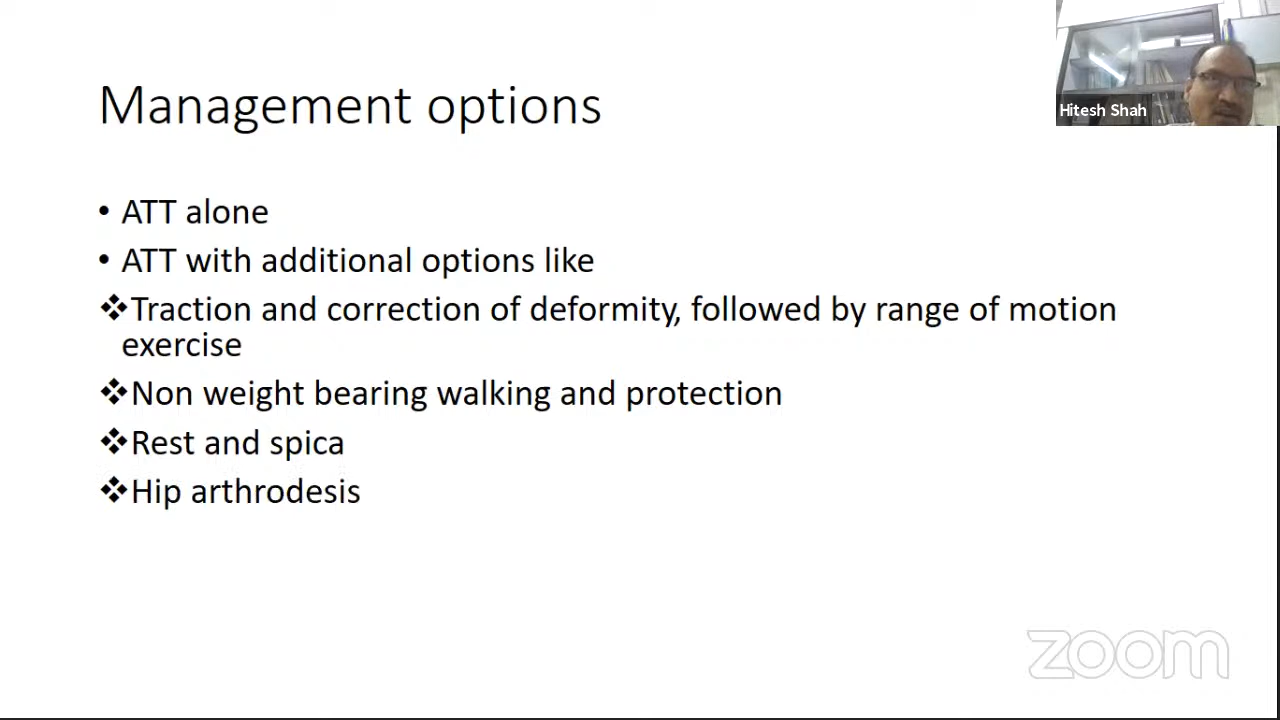 Hitesh Shah
Management options
• ATT alone
• ATT with additional options like
❖Traction and correction of deformity, followed by range of motion
exercise
❖Non weight bearing walking and protection
❖Rest and spica
❖Hip arthrodesis
zoom